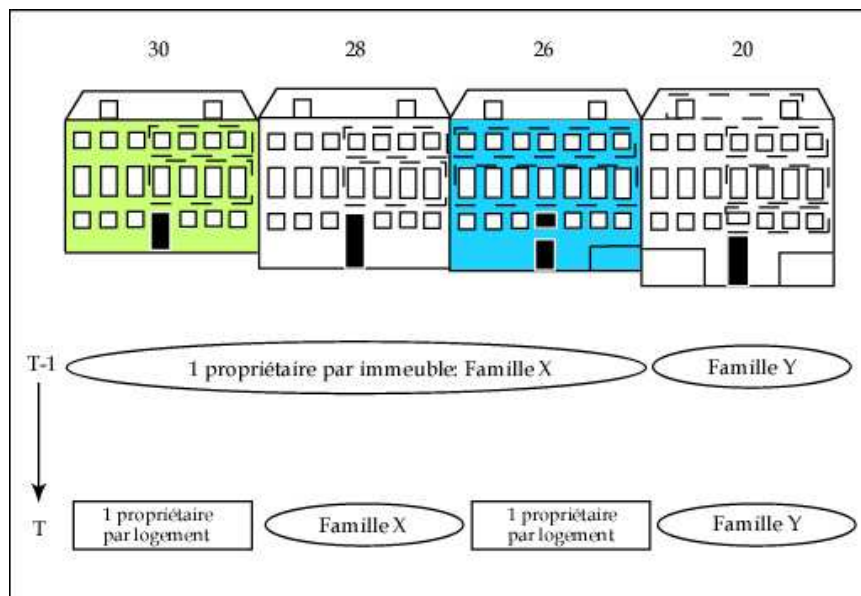 30 28 26 20
T-1 1 propriétaire par immeuble: Famille X Famille Y
T 1 propriétaire par logement Famille X 1 propriétaire par logement Famille Y